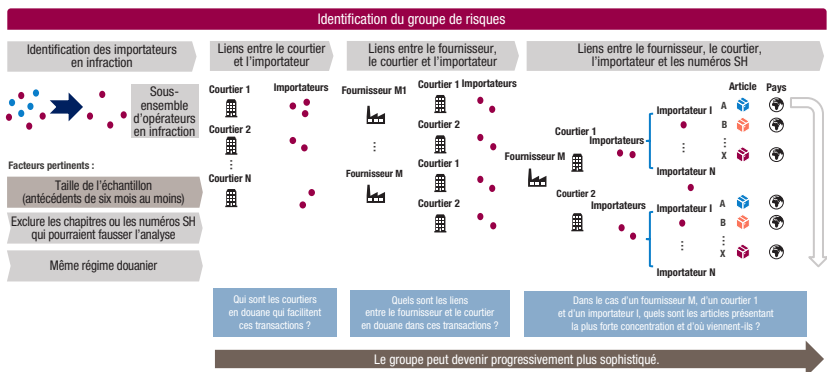 Identification du groupe de risques
Identification des importateurs
en infraction
Sous-
ensemble
d'opérateurs
en infraction
Facteurs pertinents :
Taille de l'échantillon
(antécédents de six mois au moins)
Exclure les chapitres ou les numéros SH
qui pourraient fausser l'analyse
Même régime douanier
Liens entre le courtier
et l'importateur
Courtier 1
Importateurs
Courtier 2
Courtier N
Qui sont les courtiers
en douane qui facilitent
ces transactions ?
Liens entre le fournisseur,
le courtier et l'importateur
Fournisseur M1
Courtier 1
Importateurs
Courtier 2
Fournisseur M
Courtier 1
Courtier 2
Quels sont les liens
entre le fournisseur et le courtier
en douane dans ces transactions ?
Liens entre le fournisseur, le courtier,
l'importateur et les numéros SH
Article
Pays
Fournisseur M
Courtier 1
Importateurs
Importateur I
A
B
X
Importateur N
Courtier 2
Importateurs
Importateur I
A
B
X
Importateur N
Dans le cas d'un fournisseur M, d'un courtier 1
et d'un importateur I, quels sont les articles présentant
la plus forte concentration et d'où viennent-ils ?
Le groupe peut devenir progressivement plus sophistiqué.